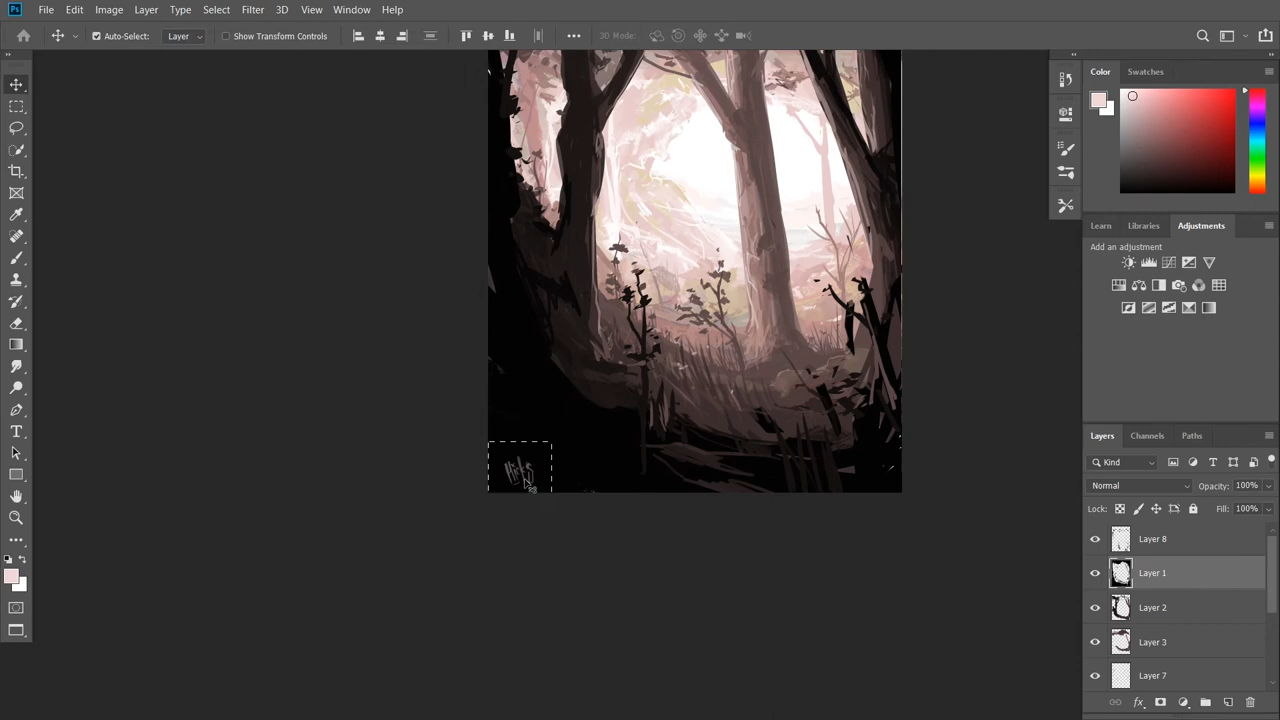 Ps File Edit Image Layer Type Select Filter 3D View Window Help
Auto-Select: Layer Show Transform Controls 3D Mode:
Color Swatches
Learn Libraries Adjustments
Add an adjustment
Layers Channels Paths
Kind
Normal Opacity: 100%
Lock: Fill: 100%
Layer 8
Layer 1
Layer 2
Layer 3
Layer 7
fx